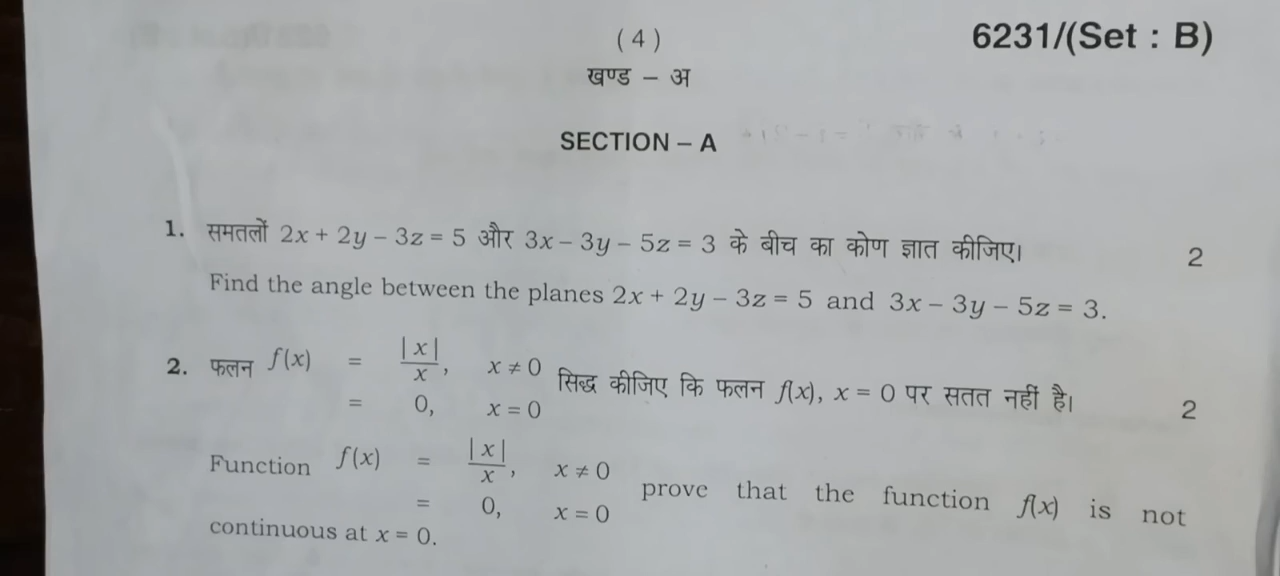 ( 4 )
6231/(Set : B)
खण्ड – अ
SECTION – A
1. समतलों 2x + 2y – 3z = 5 और 3x – 3y – 5z = 3 के बीच का कोण ज्ञात कीजिए। 2
Find the angle between the planes 2x + 2y – 3z = 5 and 3x – 3y – 5z = 3.
2. फलन f(x) = |x|/x, x ≠ 0
= 0, x = 0 सिद्ध कीजिए कि फलन f(x), x = 0 पर सतत नहीं है। 2
Function f(x) = |x|/x, x ≠ 0
= 0, x = 0 prove that the function f(x) is not
continuous at x = 0.